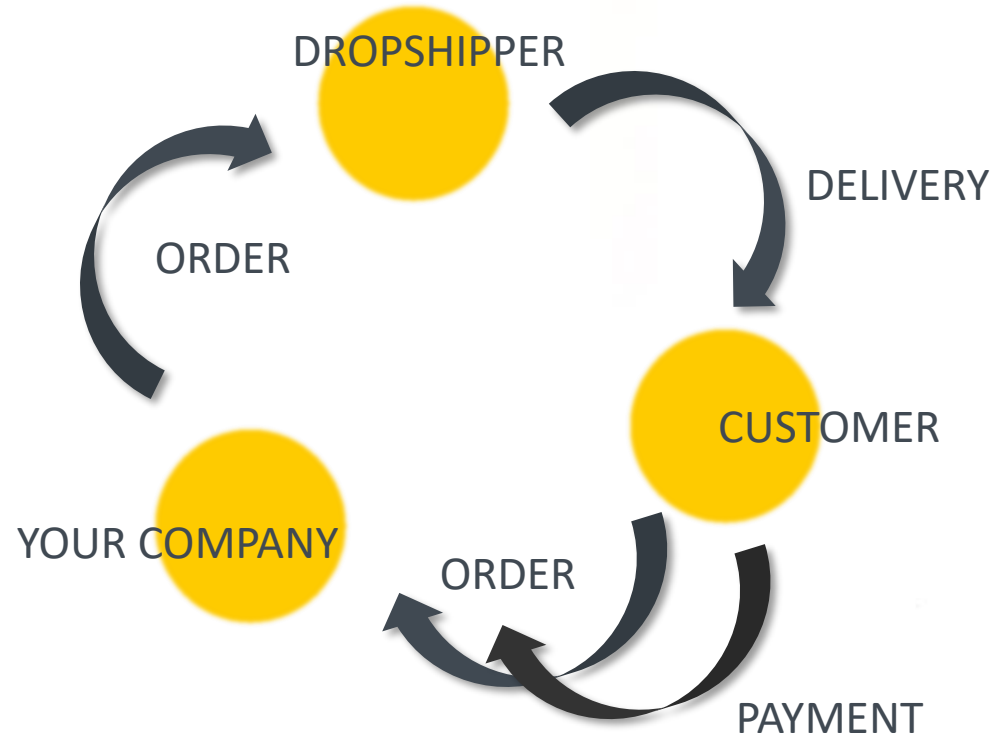 DROPSHIPPER
DELIVERY
ORDER
CUSTOMER
YOUR COMPANY
ORDER
PAYMENT